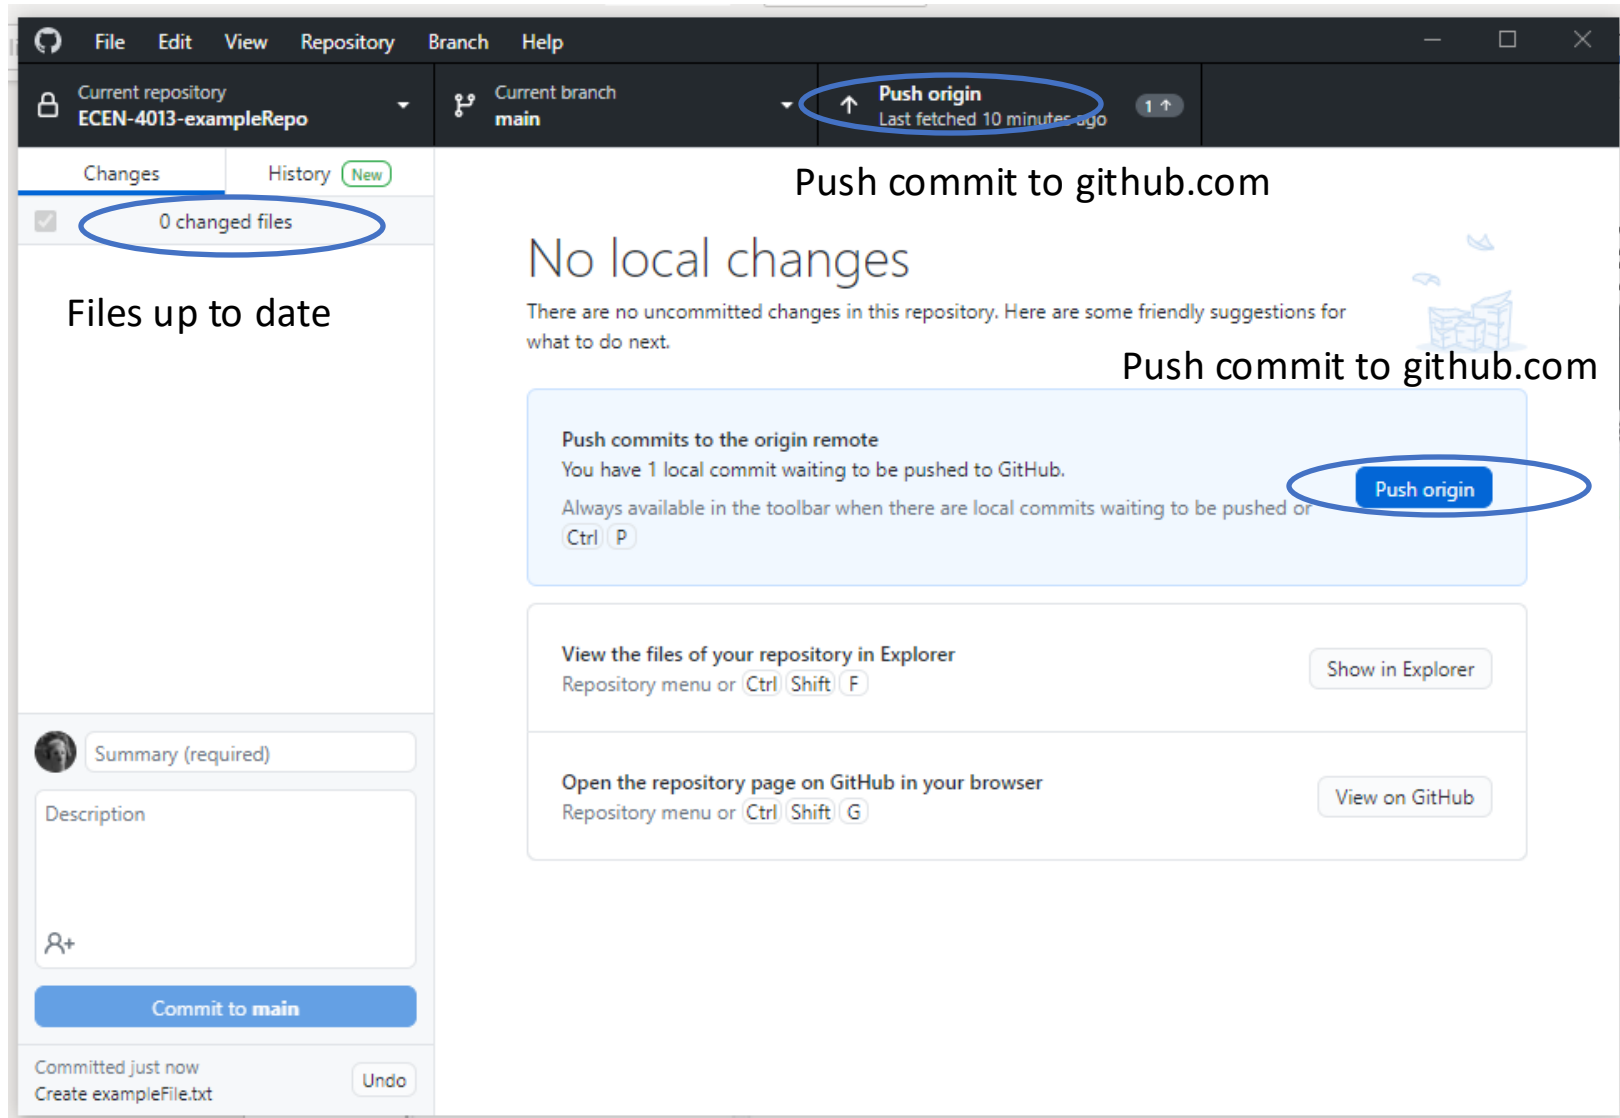 File Edit View Repository Branch Help
Current repository
ECEN-4013-exampleRepo
Current branch
main
Push origin
Last fetched 10 minutes ago
1
Changes
History New
0 changed files
Files up to date
Push commit to github.com
No local changes
There are no uncommitted changes in this repository. Here are some friendly suggestions for
what to do next.
Push commit to github.com
Push commits to the origin remote
You have 1 local commit waiting to be pushed to GitHub.
Always available in the toolbar when there are local commits waiting to be pushed or
Ctrl P
Push origin
View the files of your repository in Explorer
Repository menu or Ctrl Shift F
Show in Explorer
Open the repository page on GitHub in your browser
Repository menu or Ctrl Shift G
View on GitHub
Summary (required)
Description
Commit to main
Committed just now
Create exampleFile.txt
Undo